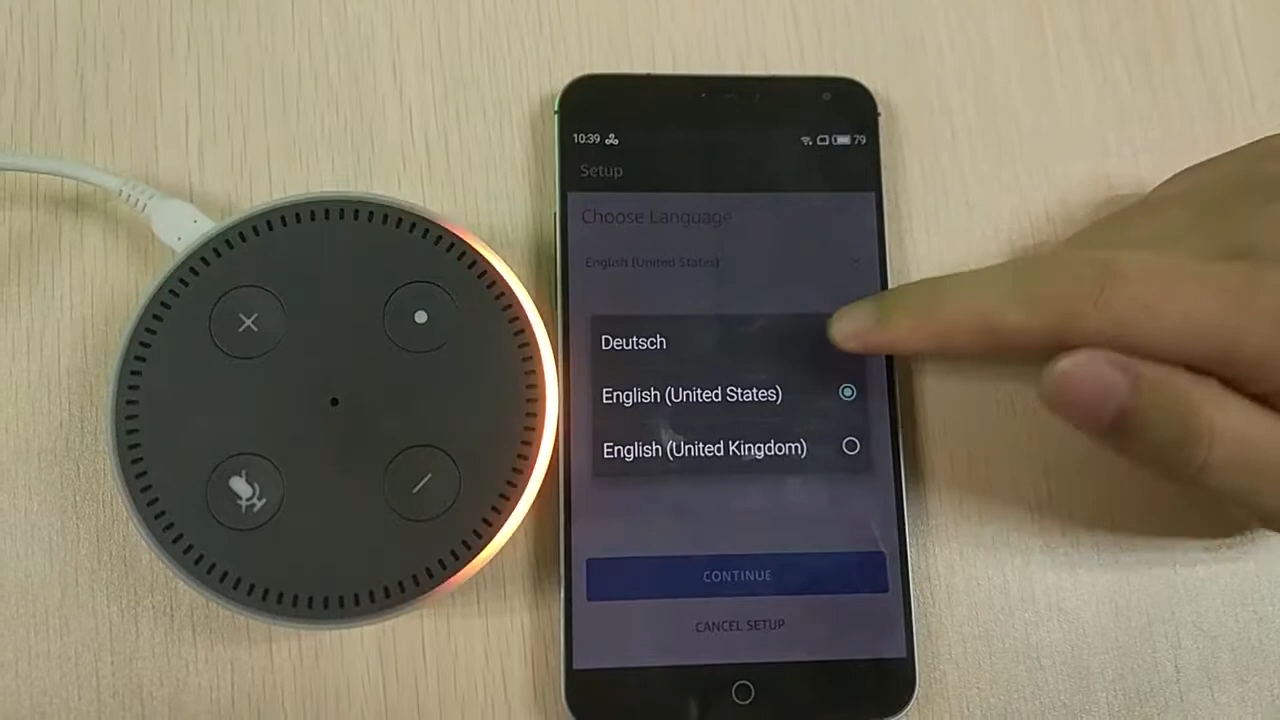 10:39 79
Setup
Choose Language
English (United States)
Deutsch
English (United States)
English (United Kingdom)
CONTINUE
CANCEL SETUP